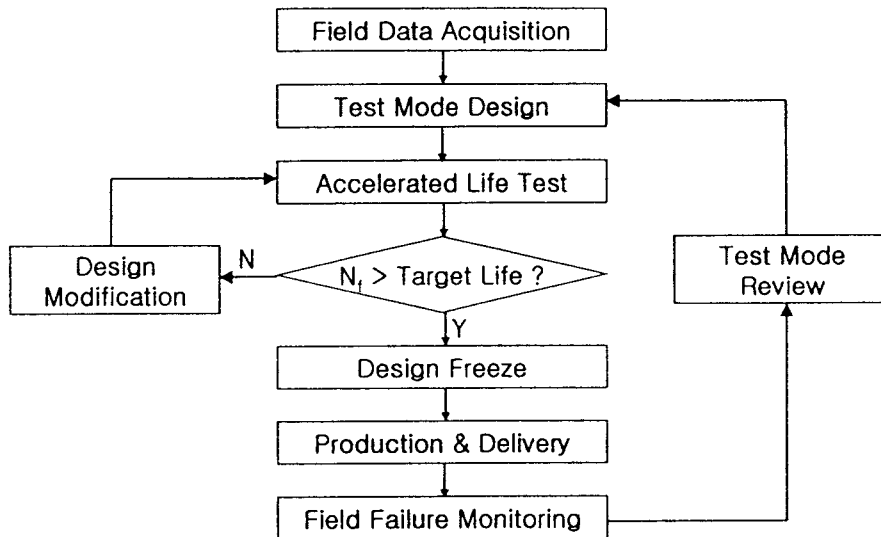 Field Data Acquisition
Test Mode Design
Accelerated Life Test
N
Design
Modification
N_f > Target Life ?
Test Mode
Review
Y
Design Freeze
Production & Delivery
Field Failure Monitoring